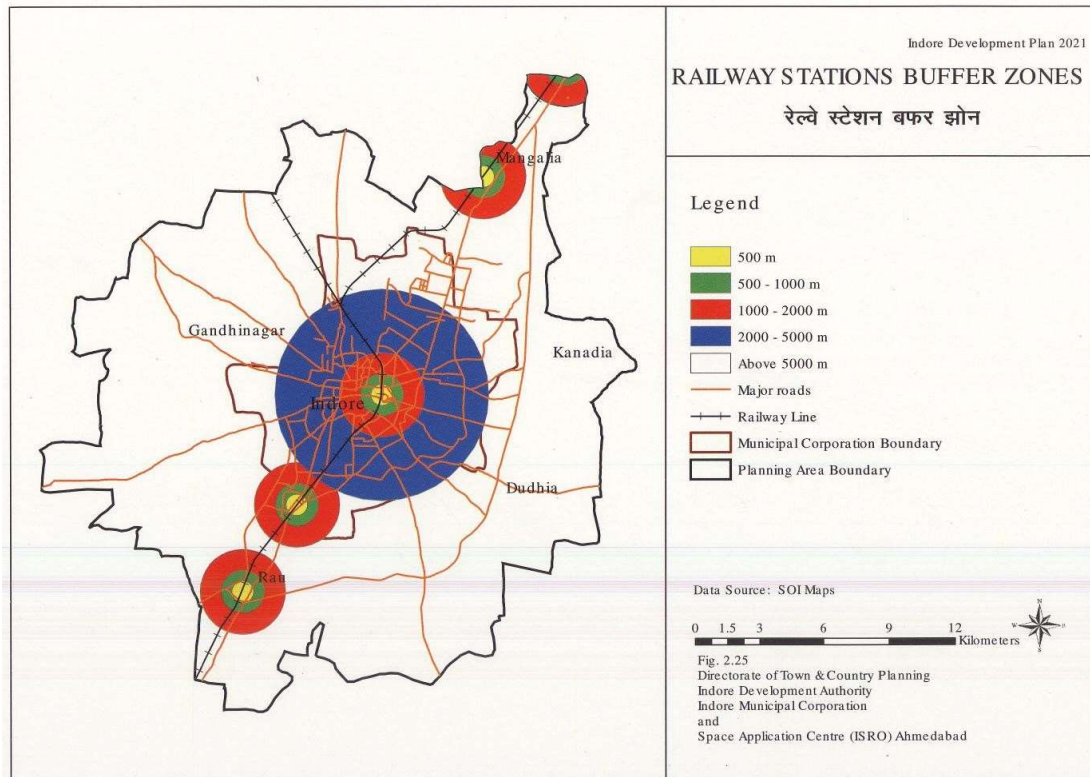 Indore Development Plan 2021
RAILWAY STATIONS BUFFER ZONES
रेल्वे स्टेशन बफर झोन
Legend
500 m
500 - 1000 m
1000 - 2000 m
2000 - 5000 m
Above 5000 m
Major roads
Railway Line
Municipal Corporation Boundary
Planning Area Boundary
Mangalia
Gandhinagar
Kanadia
Indore
Dudhia
Rau
Data Source: SOI Maps
N
W
S
0 1.5 3 6 9 12
Kilometers
Fig. 2.25
Directorate of Town & Country Planning
Indore Development Authority
Indore Municipal Corporation
and
Space Application Centre (ISRO) Ahmedabad